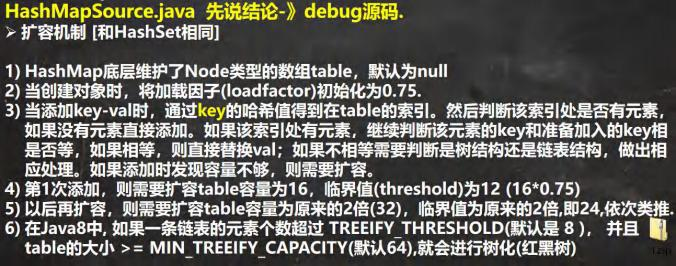 HashMapSource.java 先说结论-》debug源码.
➢ 扩容机制 [和HashSet相同]
1) HashMap底层维护了Node类型的数组table，默认为null
2) 当创建对象时，将加载因子(loadfactor)初始化为0.75.
3) 当添加key-val时，通过key的哈希值得到在table的索引。然后判断该索引处是否有元素，
如果没有元素直接添加。如果该索引处有元素，继续判断该元素的key和准备加入的key相
是否等，如果相等，则直接替换val；如果不相等需要判断是树结构还是链表结构，做出相
应处理。如果添加时发现容量不够，则需要扩容。
4) 第1次添加，则需要扩容table容量为16，临界值(threshold)为12 (16*0.75)
5) 以后再扩容，则需要扩容table容量为原来的2倍(32)，临界值为原来的2倍,即24,依次类推.
6) 在Java8中, 如果一条链表的元素个数超过 TREEIFY_THRESHOLD(默认是 8 )，并且
table的大小 >= MIN_TREEIFY_CAPACITY(默认64),就会进行树化(红黑树)